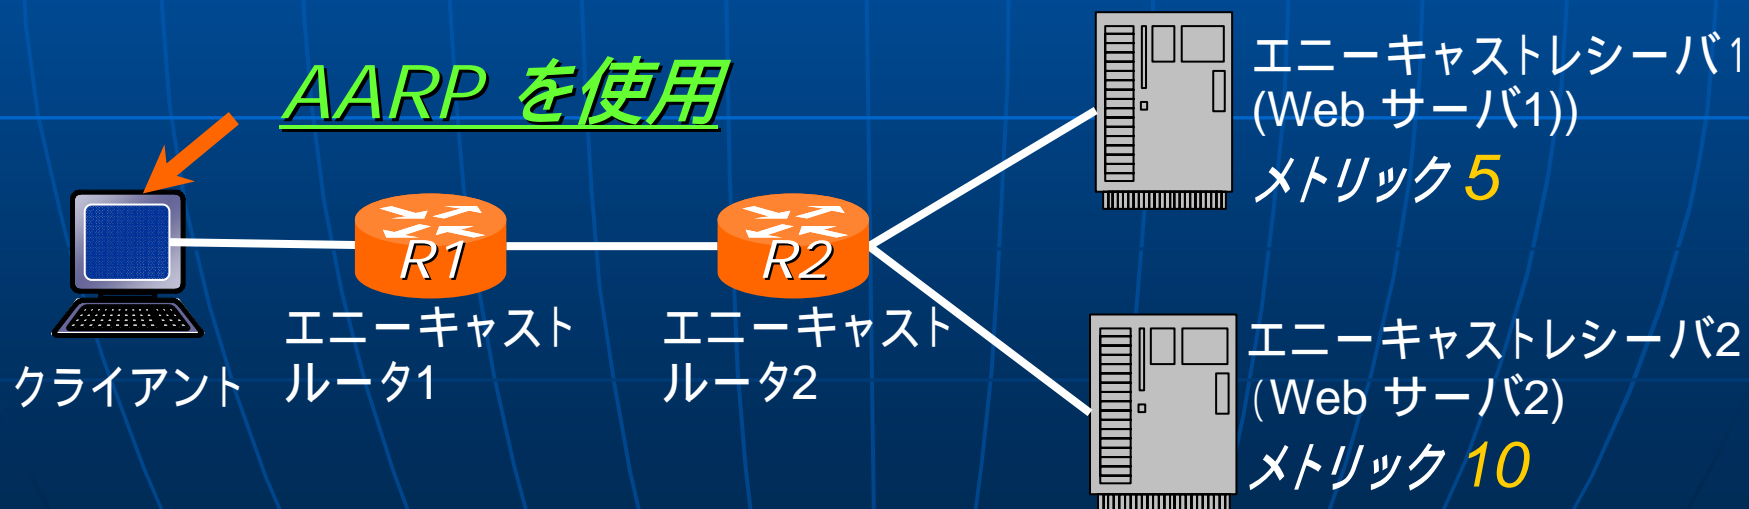 AARP を使用
エニーキャストレシーバ1
(Web サーバ1))
メトリック 5
R1
R2
エニーキャスト
ルータ1
エニーキャスト
ルータ2
クライアント
エニーキャストレシーバ2
(Web サーバ2)
メトリック 10